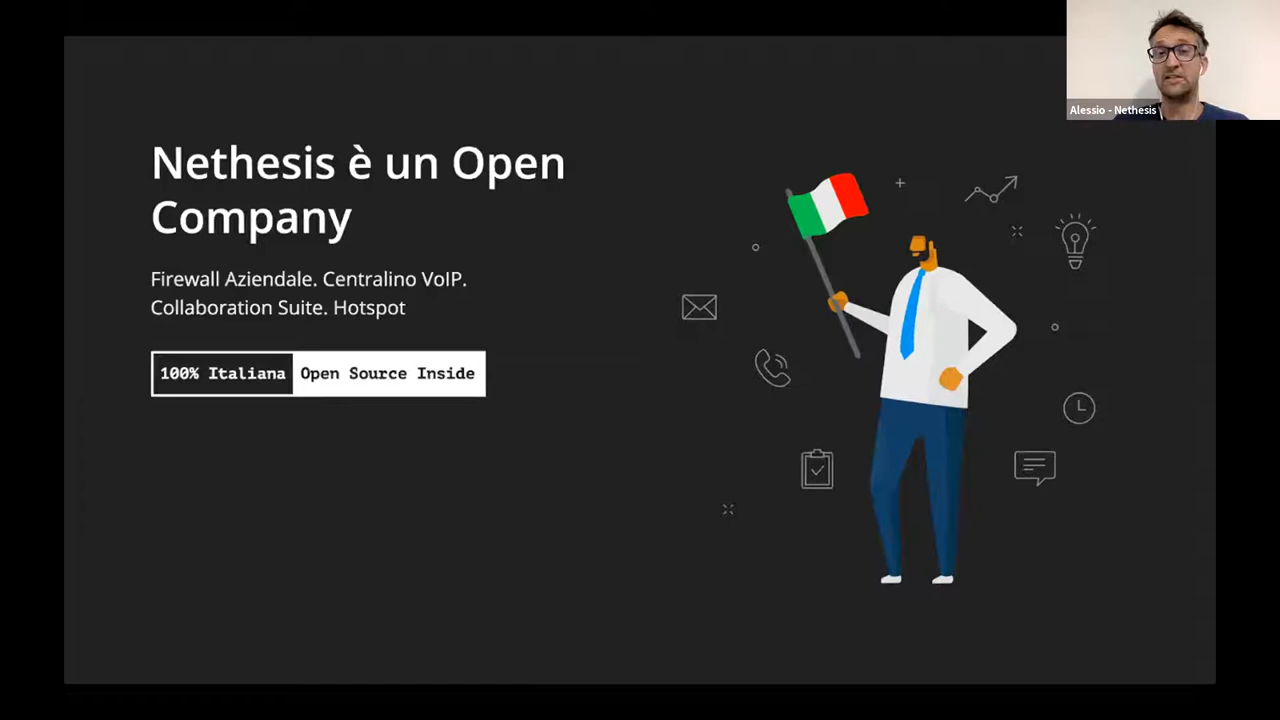 Nethesis è un Open
Company
Firewall Aziendale. Centralino VoIP.
Collaboration Suite. Hotspot
100% Italiana Open Source Inside
Alessio - Nethesis